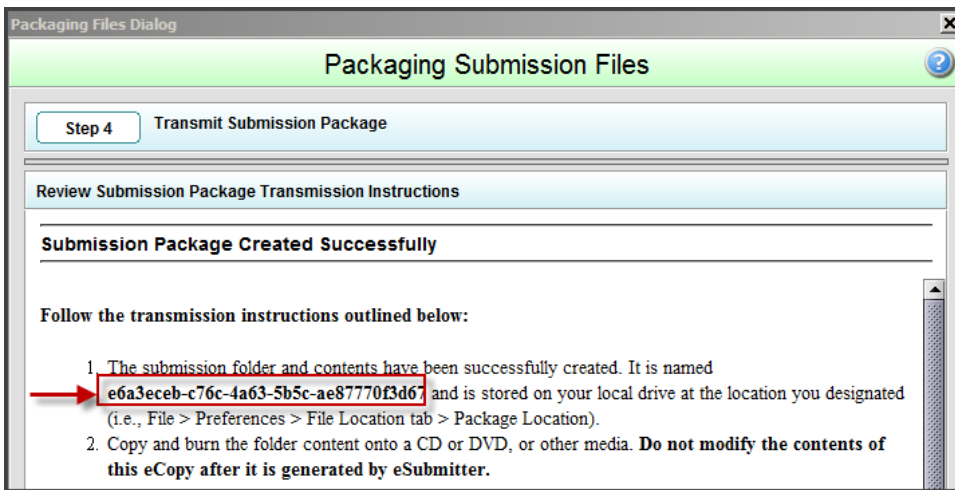 Packaging Files Dialog
Packaging Submission Files
Step 4 Transmit Submission Package
Review Submission Package Transmission Instructions
Submission Package Created Successfully
Follow the transmission instructions outlined below:
1. The submission folder and contents have been successfully created. It is named
e6a3eceb-c76c-4a63-5b5c-ae87770f3d67 and is stored on your local drive at the location you designated
(i.e., File > Preferences > File Location tab > Package Location).
2. Copy and burn the folder content onto a CD or DVD, or other media. Do not modify the contents of
this eCopy after it is generated by eSubmitter.